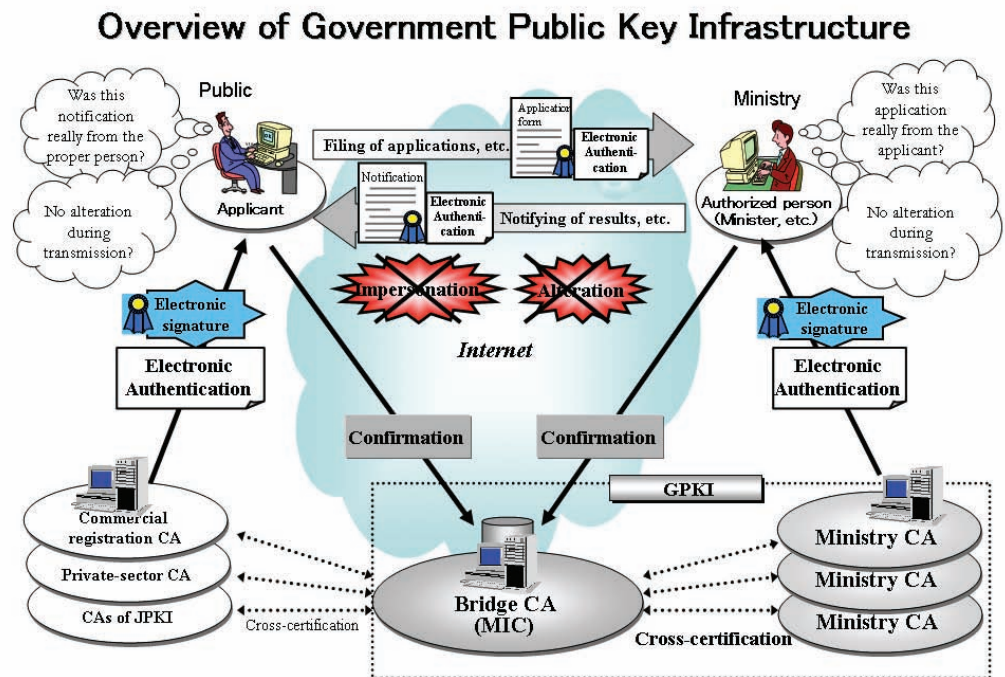 Overview of Government Public Key Infrastructure
Public
Ministry
Was this
notification
really from the
proper person?
No alteration
during
transmission?
Applicant
Filing of applications, etc.
Application
form
Electronic
Authenti-
cation
Notification
Electronic
Authenti-
cation
Notifying of results, etc.
Authorized person
(Minister, etc.)
Was this
application
really from the
applicant?
No alteration
during
transmission?
Impersonation
Alteration
Internet
Electronic
signature
Electronic
Authentication
Electronic
signature
Electronic
Authentication
Confirmation
Confirmation
GPKI
Commercial
registration CA
Private-sector CA
CAs of JPKI
Cross-certification
Bridge CA
(MIC)
Cross-certification
Ministry CA
Ministry CA
Ministry CA